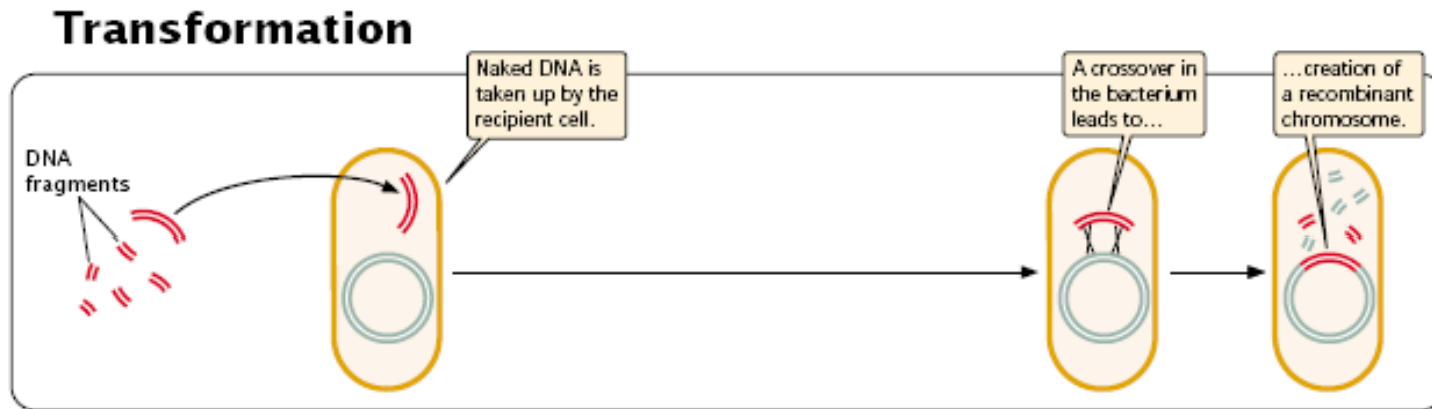 Transformation
Naked DNA is
taken up by the
recipient cell.
A crossover in
the bacterium
leads to…
…creation of
a recombinant
chromosome.
DNA
fragments